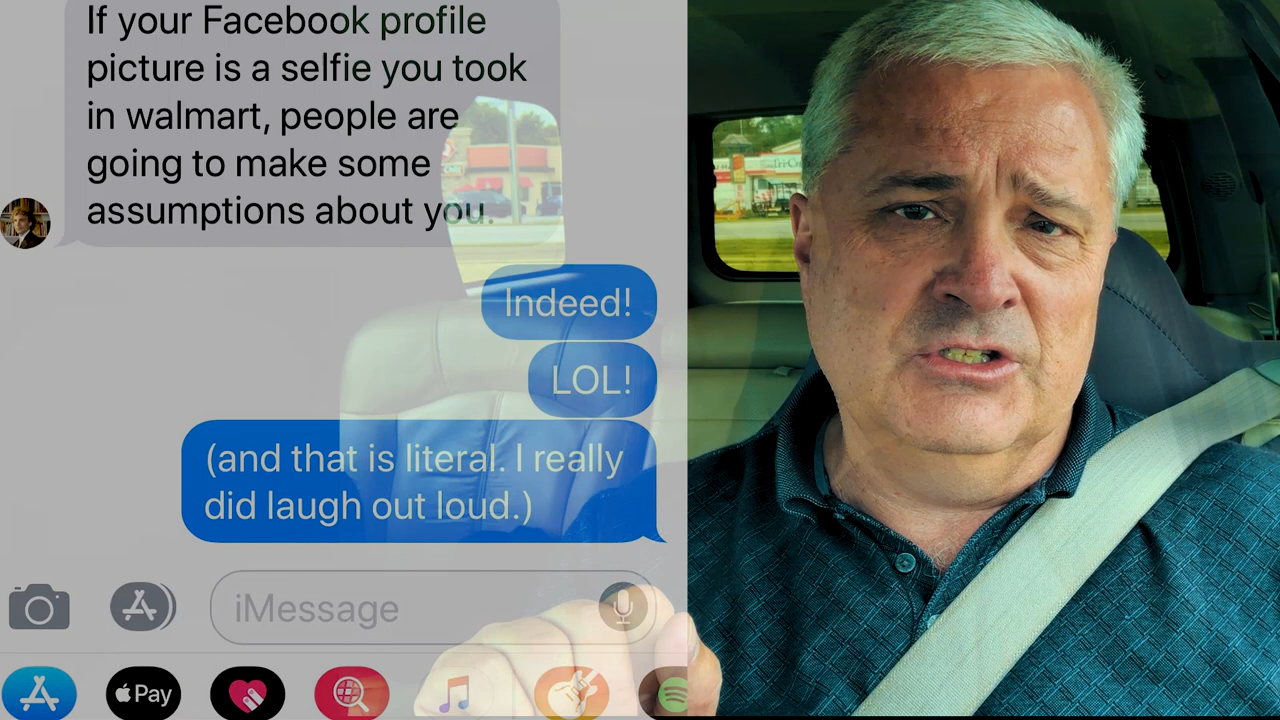 If your Facebook profile
picture is a selfie you took
in walmart, people are
going to make some
assumptions about you.
Indeed!
LOL!
(and that is literal. I really
did laugh out loud.)
iMessage
Pay